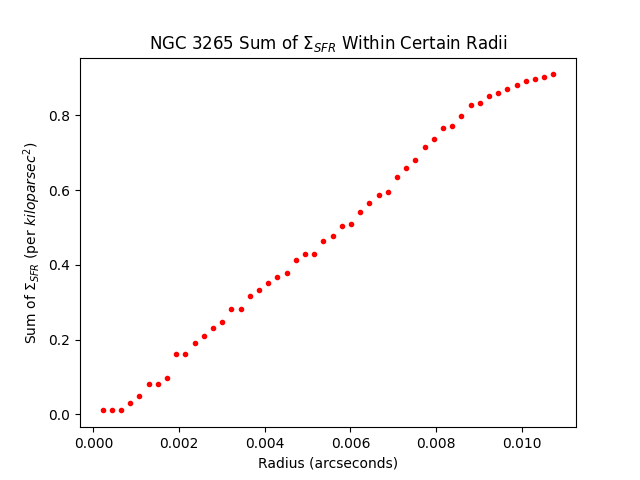 NGC 3265 Sum of Σ_SFR Within Certain Radii
Sum of Σ_SFR (per kiloparsec²)
0.8
0.6
0.4
0.2
0.0
0.000 0.002 0.004 0.006 0.008 0.010
Radius (arcseconds)